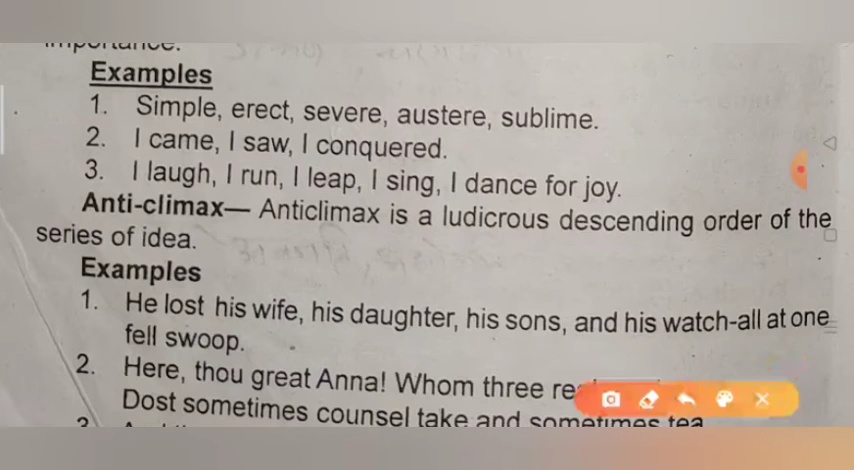 importance.
Examples
1. Simple, erect, severe, austere, sublime.
2. I came, I saw, I conquered.
3. I laugh, I run, I leap, I sing, I dance for joy.
Anti-climax— Anticlimax is a ludicrous descending order of the
series of idea.
Examples
1. He lost his wife, his daughter, his sons, and his watch-all at one
fell swoop.
2. Here, thou great Anna! Whom three
Dost sometimes counsel take and sometimes tea